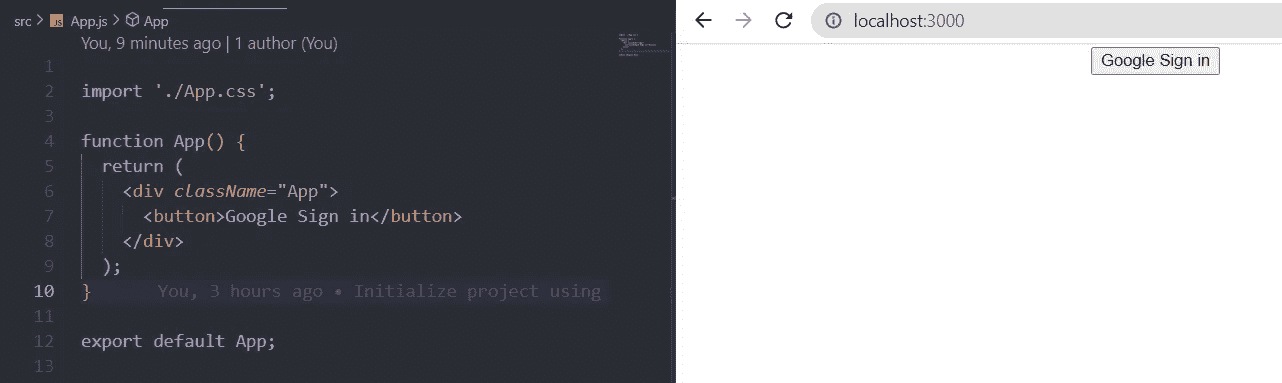 src > JS App.js > App
You, 9 minutes ago | 1 author (You)
1
2 import './App.css';
3
4 function App() {
5 return (
6 <div className="App">
7 <button>Google Sign in</button>
8 </div>
9 );
10 } You, 3 hours ago • Initialize project using
11
12 export default App;
13
localhost:3000
Google Sign in